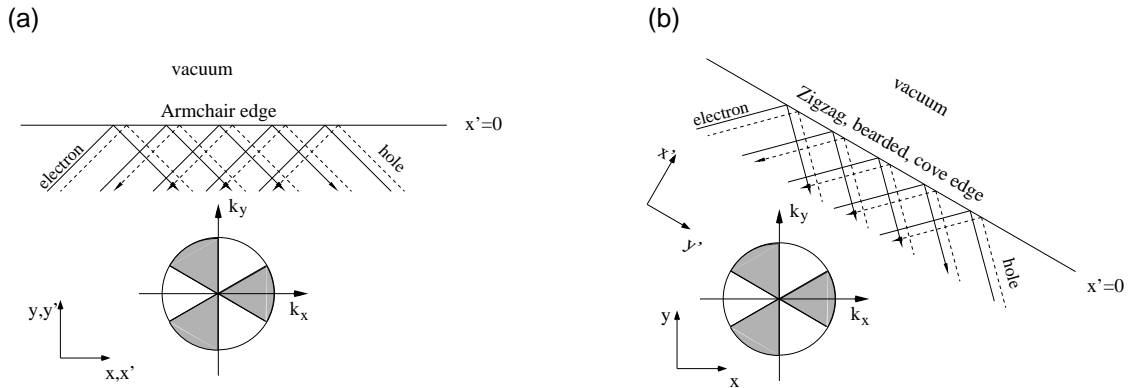 (a)
vacuum
Armchair edge
x'=0
electron
hole
k_y
k_x
y,y'
x,x'
(b)
vacuum
Zigzag, bearded, cove edge
electron
x'
y'
k_y
k_x
hole
x'=0
y
x